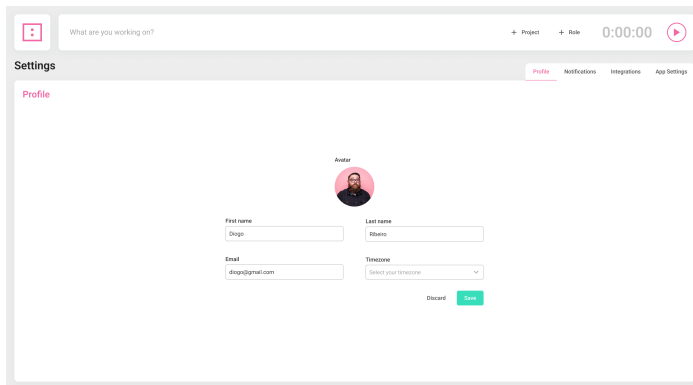 What are you working on?
+ Project
+ Role
0:00:00
Settings
Profile
Notifications
Integrations
App Settings
Profile
Avatar
First name
Last name
Diogo
Ribeiro
Email
Timezone
diogo@gmail.com
Select your timezone
Discard
Save